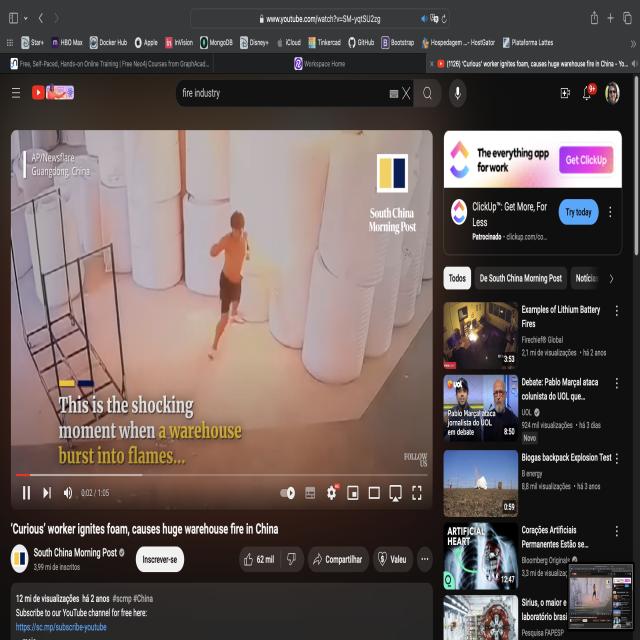 www.youtube.com/watch?v=SM-yqtSU2zg
Star+
HBO Max
Docker Hub
Apple
InVision
MongoDB
Disney+
iCloud
Tinkercad
GitHub
Bootstrap
Hospedagem ...- HostGator
Plataforma Lattes
Free, Self-Paced, Hands-on Online Training | Free Neo4j Courses from GraphAcad...
Workspace Home
(1126) 'Curious' worker ignites foam, causes huge warehouse fire in China - Yo...
fire industry
9+
AP/Newsflare
Guangdong, China
South China
Morning Post
This is the shocking
moment when a warehouse
burst into flames...
FOLLOW
US
0:02 / 1:05
'Curious' worker ignites foam, causes huge warehouse fire in China
South China Morning Post
3,99 mi de inscritos
Inscrever-se
62 mil
Compartilhar
Valeu
12 mi de visualizações há 2 anos #scmp #China
Subscribe to our YouTube channel for free here:
https://sc.mp/subscribe-youtube
...mais
The everything app
for work
Get ClickUp
ClickUp™: Get More, For
Less
Patrocinado · clickup.com/co...
Try today
Todos
De South China Morning Post
Notícias
Examples of Lithium Battery
Fires
Firechief® Global
2,1 mi de visualizações • há 2 anos
3:53
Debate: Pablo Marçal ataca
colunista do UOL que...
UOL
924 mil visualizações • há 3 dias
Novo
UOL
Pablo Marçal ataca
jornalista do UOL
em debate
8:50
Biogas backpack Explosion Test
B energy
8,8 mil visualizações • há 3 anos
0:59
Corações Artificiais
Permanentes Estão se...
Bloomberg Originals
3,3 mi de visualiza
ARTIFICIAL
HEART
12:47
Sirius, o maior e
laboratório brasi
Pesquisa FAPESP